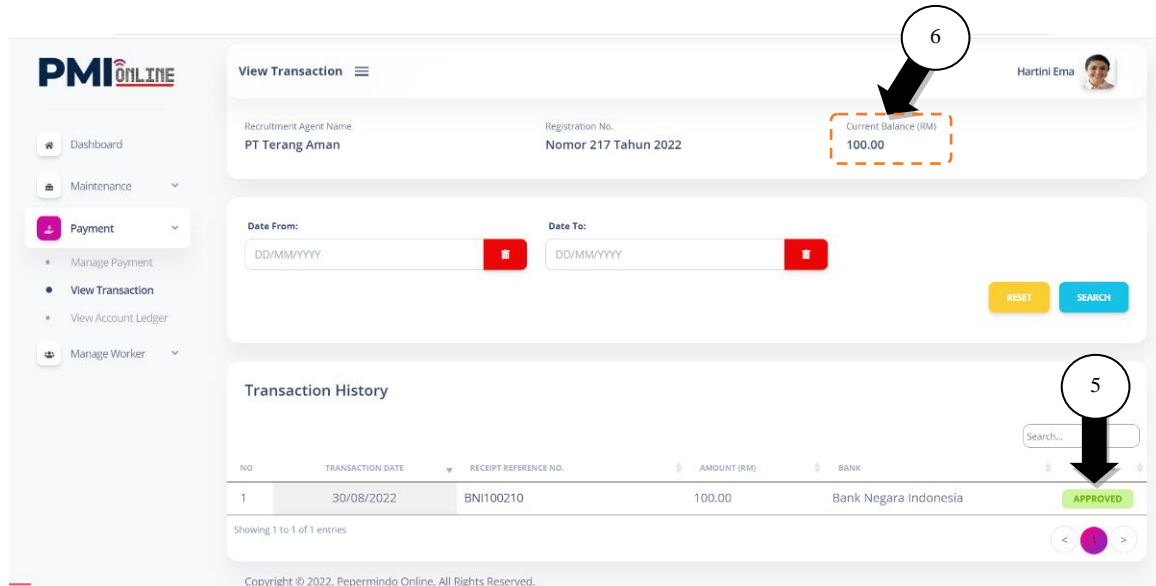 6
PMI ÔNLINE
View Transaction
Hartini Ema
Recruitment Agent Name
Registration No.
Current Balance (RM)
PT Terang Aman
Nomor 217 Tahun 2022
100.00
Dashboard
Maintenance
Payment
Manage Payment
View Transaction
View Account Ledger
Manage Worker
Date From:
Date To:
DD/MM/YYYY
DD/MM/YYYY
RESET
SEARCH
Transaction History
5
Search...
NO
TRANSACTION DATE
RECEIPT REFERENCE NO.
AMOUNT (RM)
BANK
1
30/08/2022
BNI100210
100.00
Bank Negara Indonesia
APPROVED
Showing 1 to 1 of 1 entries
< 1 >
Copyright © 2022, Pepermindo Online. All Rights Reserved.